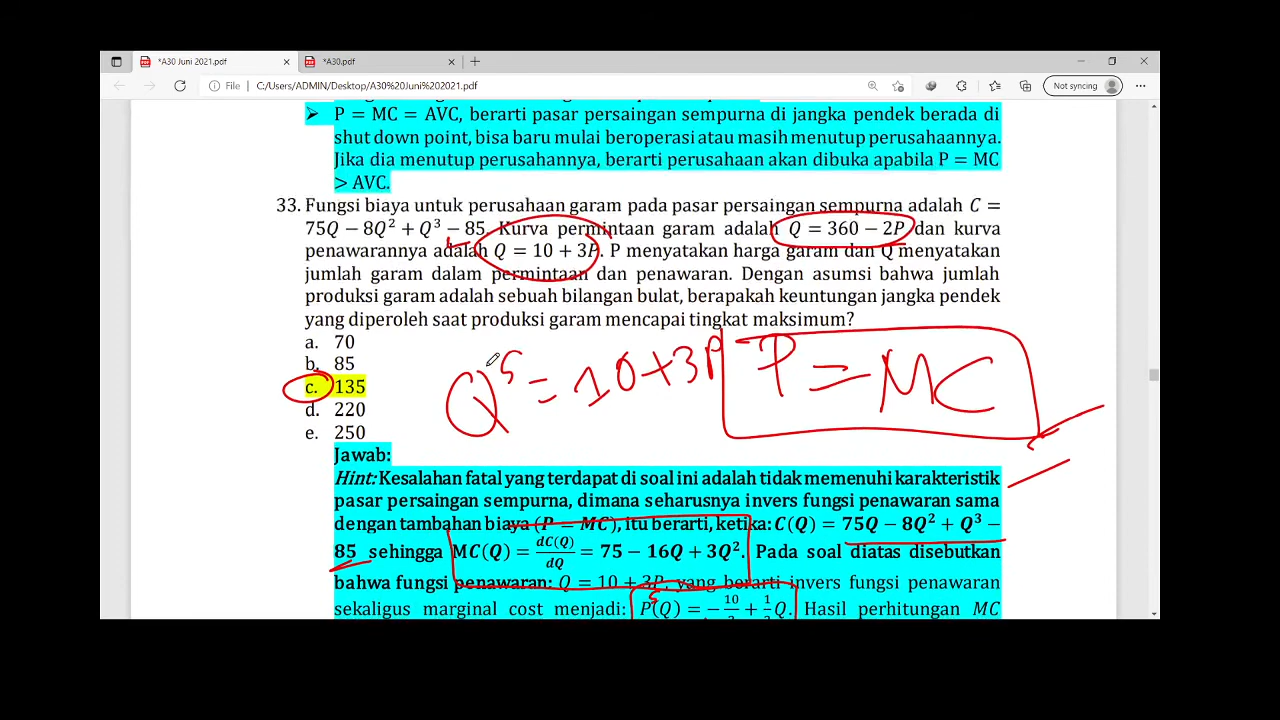 *A30 Juni 2021.pdf
*A30.pdf
File
C:/Users/ADMIN/Desktop/A30%20Juni%202021.pdf
Not syncing
➢ P = MC = AVC, berarti pasar persaingan sempurna di jangka pendek berada di
shut down point, bisa baru mulai beroperasi atau masih menutup perusahaannya.
Jika dia menutup perusahannya, berarti perusahaan akan dibuka apabila P = MC
> AVC.
33. Fungsi biaya untuk perusahaan garam pada pasar persaingan sempurna adalah C =
75Q − 8Q² + Q³ − 85. Kurva permintaan garam adalah Q = 360 − 2P dan kurva
penawarannya adalah Q = 10 + 3P. P menyatakan harga garam dan Q menyatakan
jumlah garam dalam permintaan dan penawaran. Dengan asumsi bahwa jumlah
produksi garam adalah sebuah bilangan bulat, berapakah keuntungan jangka pendek
yang diperoleh saat produksi garam mencapai tingkat maksimum?
a. 70
b. 85
c. 135
d. 220
e. 250
Qˢ = 10+3P
P = MC
Jawab:
Hint: Kesalahan fatal yang terdapat di soal ini adalah tidak memenuhi karakteristik
pasar persaingan sempurna, dimana seharusnya invers fungsi penawaran sama
dengan tambahan biaya (P = MC), itu berarti, ketika: C(Q) = 75Q − 8Q² + Q³ −
85 sehingga MC(Q) = dC(Q)/dQ = 75 − 16Q + 3Q². Pada soal diatas disebutkan
bahwa fungsi penawaran: Q = 10 + 3P, yang berarti invers fungsi penawaran
sekaligus marginal cost menjadi: Pˢ(Q) = −10/3 + 1/3 Q. Hasil perhitungan MC